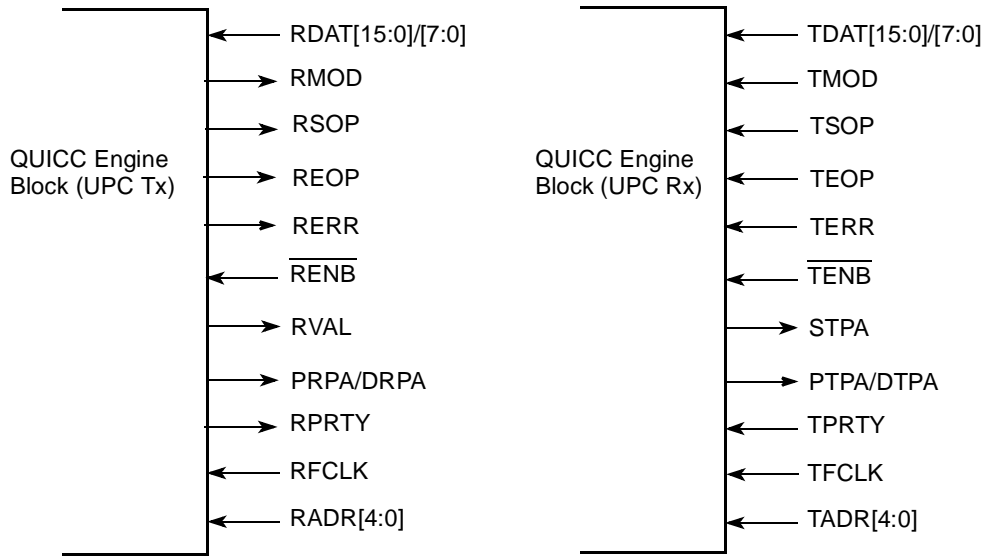 QUICC Engine
Block (UPC Tx)
RDAT[15:0]/[7:0]
RMOD
RSOP
REOP
RERR
RENB
RVAL
PRPA/DRPA
RPRTY
RFCLK
RADR[4:0]
QUICC Engine
Block (UPC Rx)
TDAT[15:0]/[7:0]
TMOD
TSOP
TEOP
TERR
TENB
STPA
PTPA/DTPA
TPRTY
TFCLK
TADR[4:0]